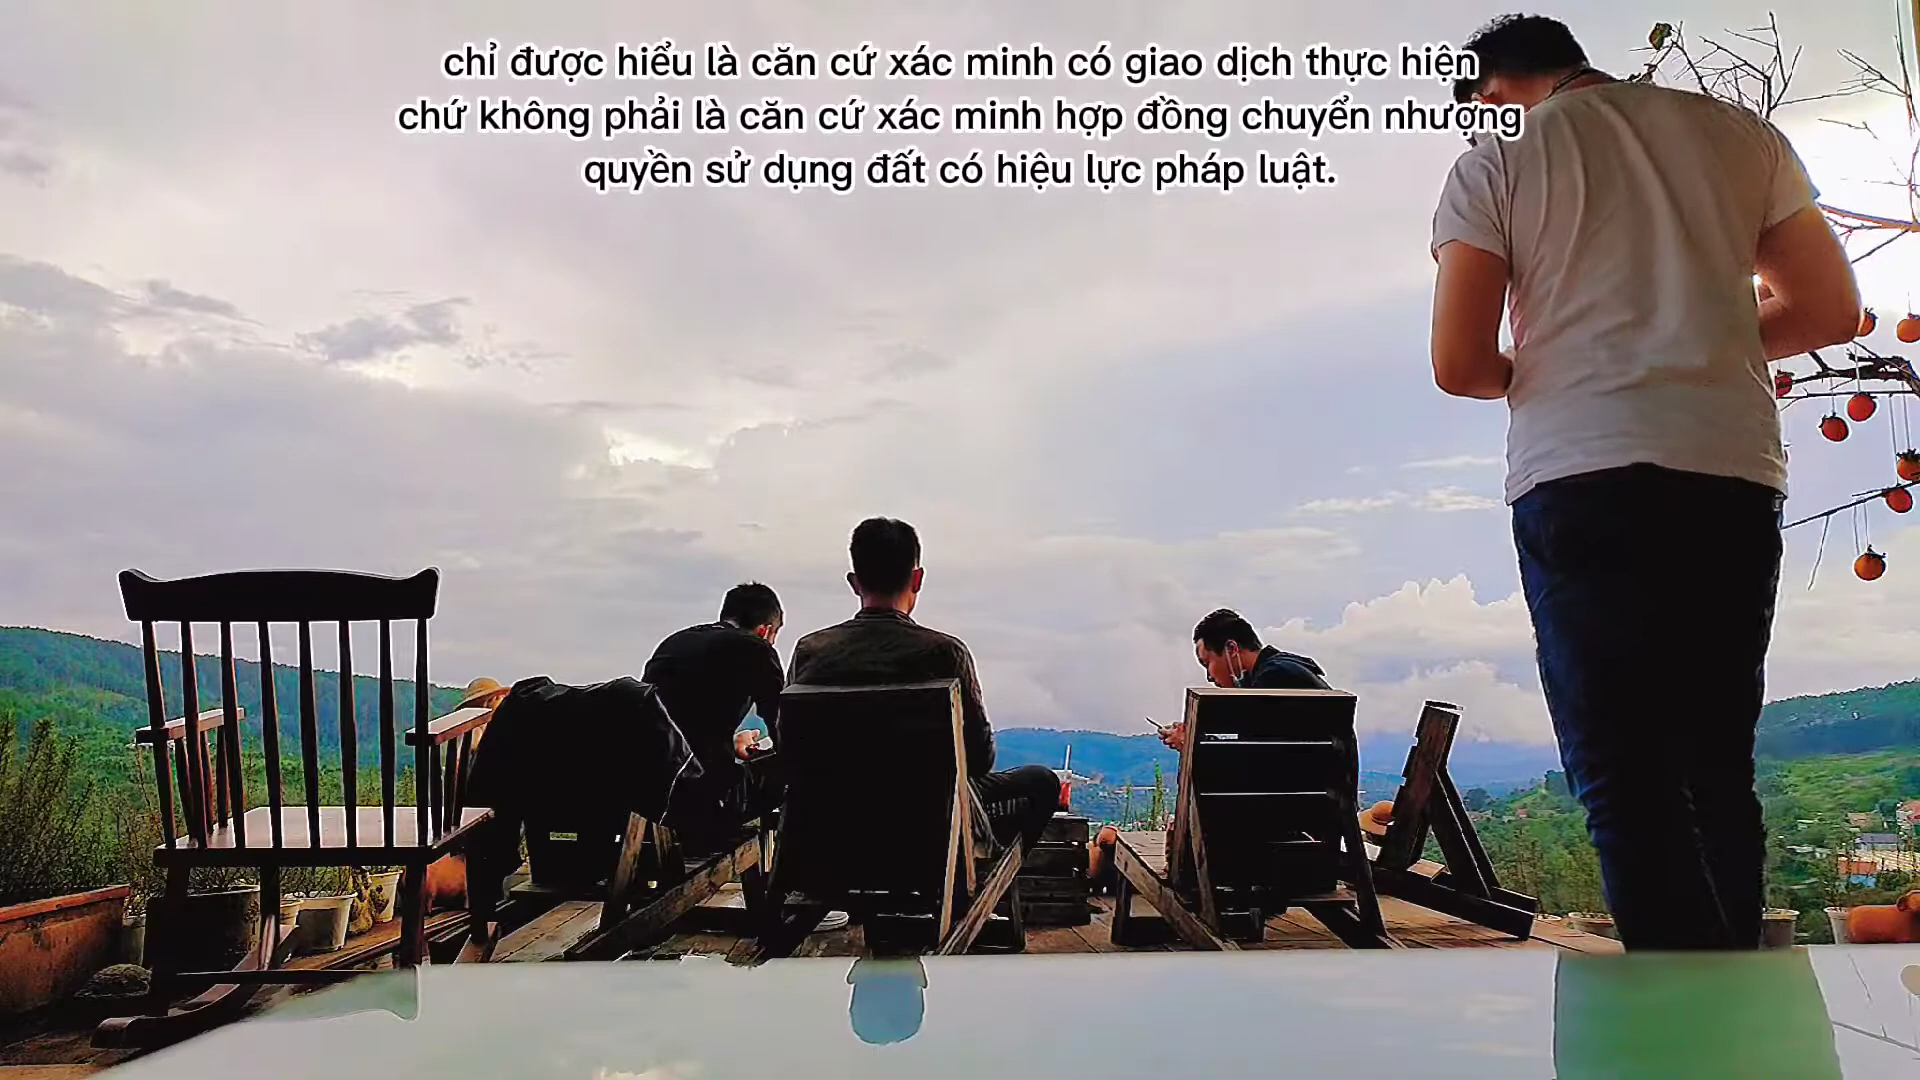 chỉ được hiểu là căn cứ xác minh có giao dịch thực hiện
chứ không phải là căn cứ xác minh hợp đồng chuyển nhượng
quyền sử dụng đất có hiệu lực pháp luật.